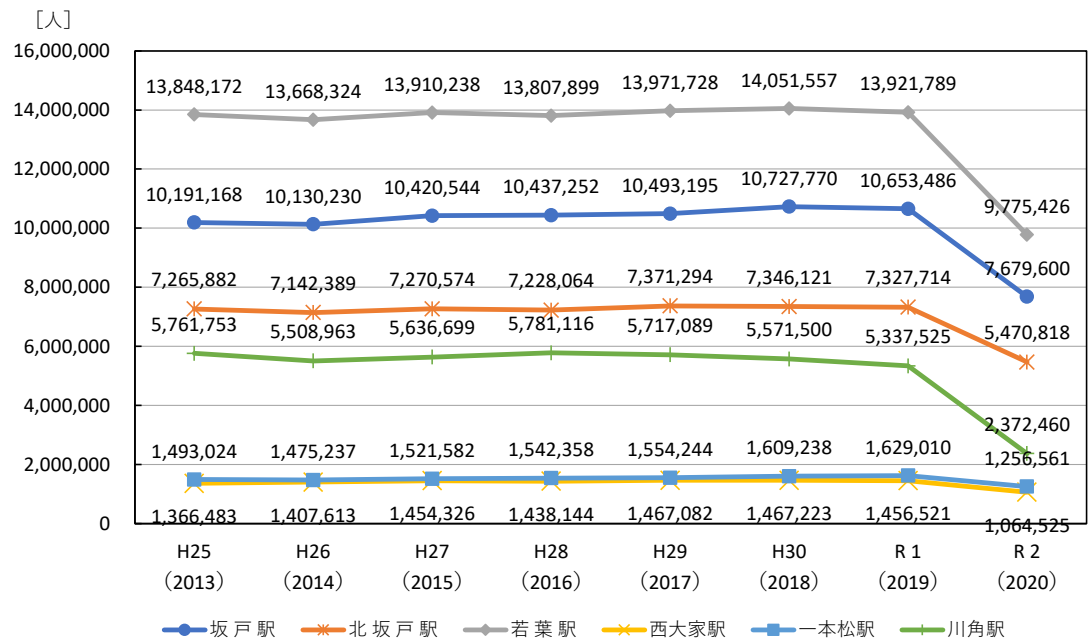 ［人］
16,000,000
14,000,000
12,000,000
10,000,000
8,000,000
6,000,000
4,000,000
2,000,000
0
13,848,172 13,668,324 13,910,238 13,807,899 13,971,728 14,051,557 13,921,789 9,775,426
10,191,168 10,130,230 10,420,544 10,437,252 10,493,195 10,727,770 10,653,486 7,679,600
7,265,882 7,142,389 7,270,574 7,228,064 7,371,294 7,346,121 7,327,714 5,470,818
5,761,753 5,508,963 5,636,699 5,781,116 5,717,089 5,571,500 5,337,525 2,372,460
1,493,024 1,475,237 1,521,582 1,542,358 1,554,244 1,609,238 1,629,010 1,256,561
1,366,483 1,407,613 1,454,326 1,438,144 1,467,082 1,467,223 1,456,521 1,064,525
H25 H26 H27 H28 H29 H30 R 1 R 2
（2013） （2014） （2015） （2016） （2017） （2018） （2019） （2020）
坂 戸 駅 北 坂 戸 駅 若 葉 駅 西大家駅 一本松駅 川角駅